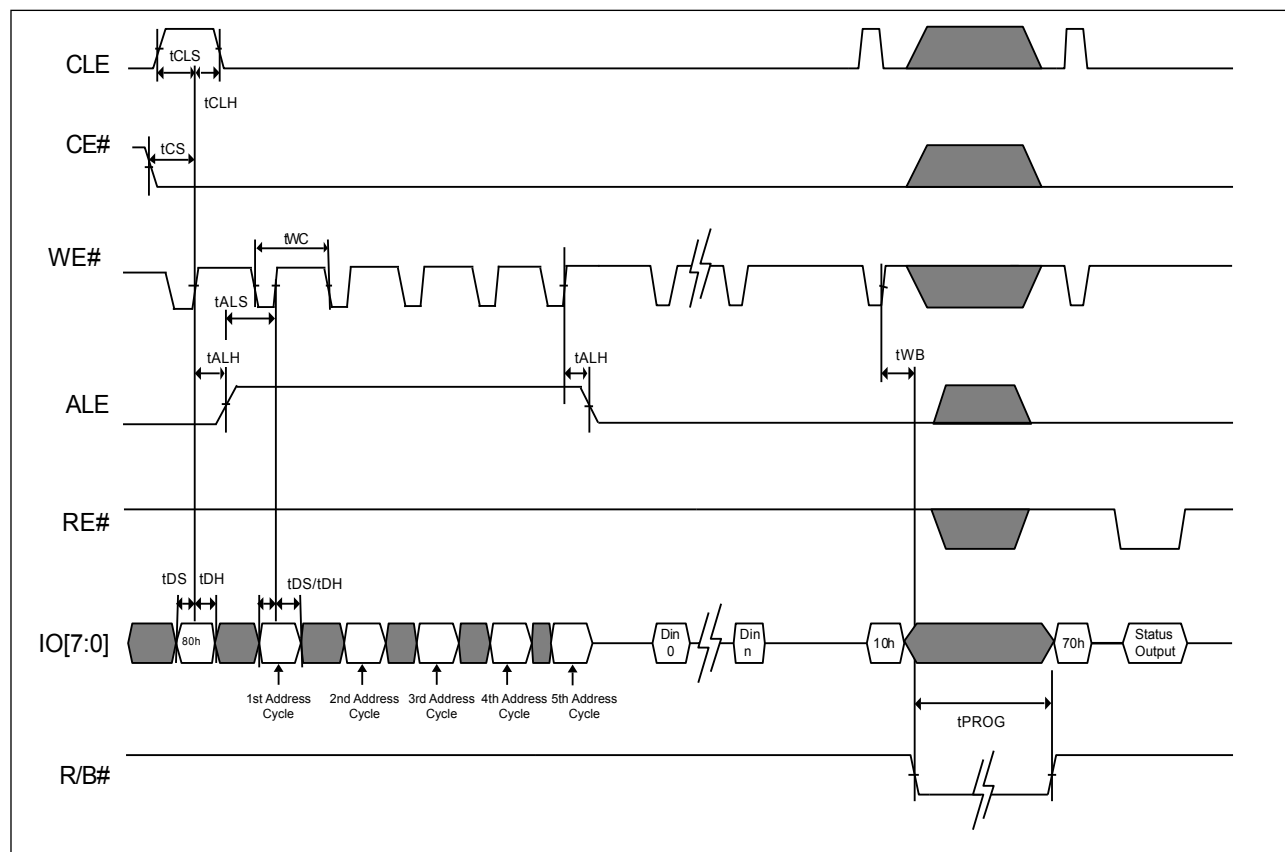 CLE
tCLS
tCLH
CE#
tCS
WE#
tWC
tALS
tALH
tALH
tWB
ALE
RE#
tDS
tDH
tDS/tDH
IO[7:0]
80h
Din
0
Din
n
10h
70h
Status
Output
1st Address
Cycle
2nd Address
Cycle
3rd Address
Cycle
4th Address
Cycle
5th Address
Cycle
tPROG
R/B#